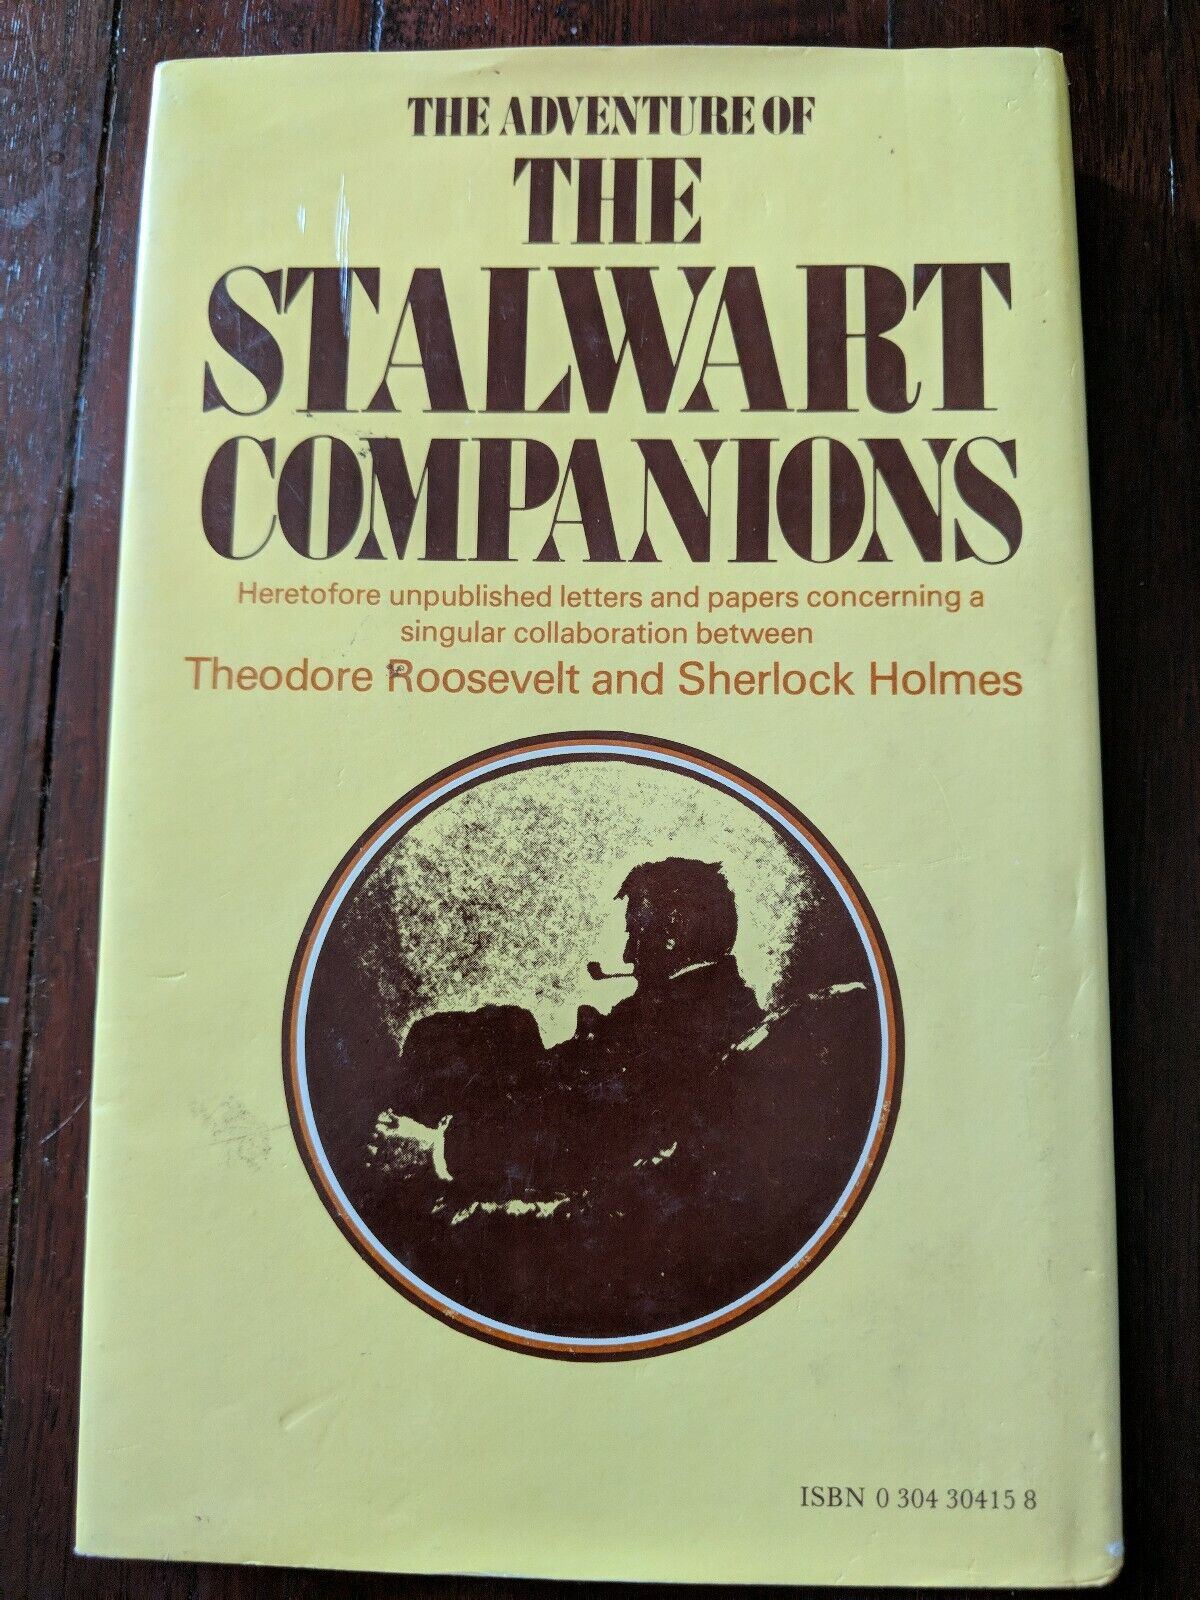 THE ADVENTURE OF
THE
STALWART
COMPANIONS
Heretofore unpublished letters and papers concerning a
singular collaboration between
Theodore Roosevelt and Sherlock Holmes
ISBN 0 304 30415 8